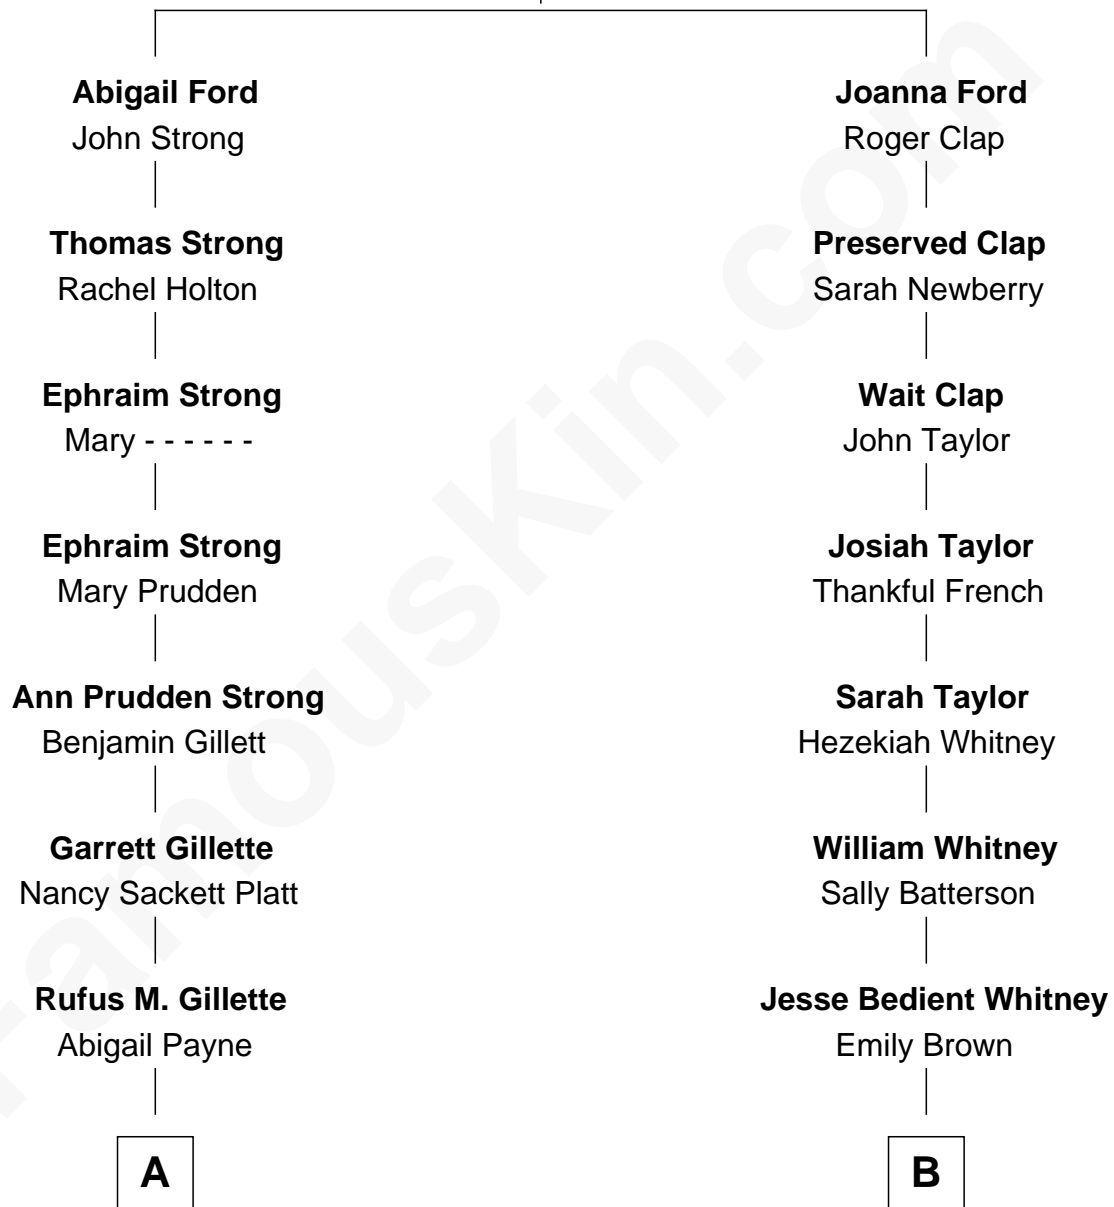 Abigail Ford
John Strong
Thomas Strong
Rachel Holton
Ephraim Strong
Mary - - - - - -
Ephraim Strong
Mary Prudden
Ann Prudden Strong
Benjamin Gillett
Garrett Gillette
Nancy Sackett Platt
Rufus M. Gillette
Abigail Payne
A
Joanna Ford
Roger Clap
Preserved Clap
Sarah Newberry
Wait Clap
John Taylor
Josiah Taylor
Thankful French
Sarah Taylor
Hezekiah Whitney
William Whitney
Sally Batterson
Jesse Bedient Whitney
Emily Brown
B
FamousKin.com